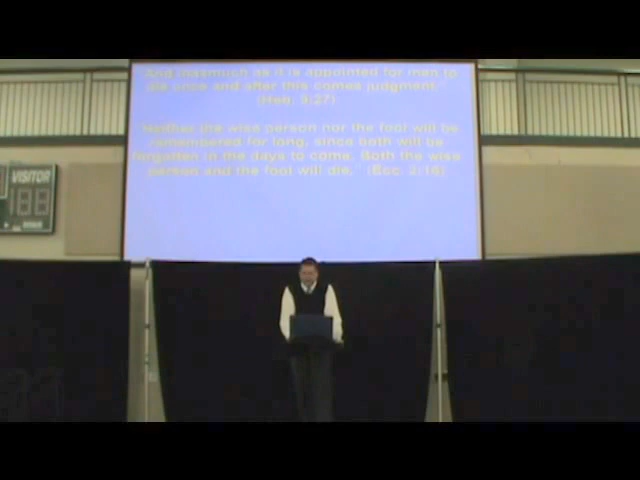 And inasmuch as it is appointed for men to
die once and after this comes judgment."
(Heb. 9:27)
"Neither the wise person nor the fool will be
remembered for long, since both will be
forgotten in the days to come. Both the wise
person and the fool will die." (Ecc. 2:16)
VISITOR